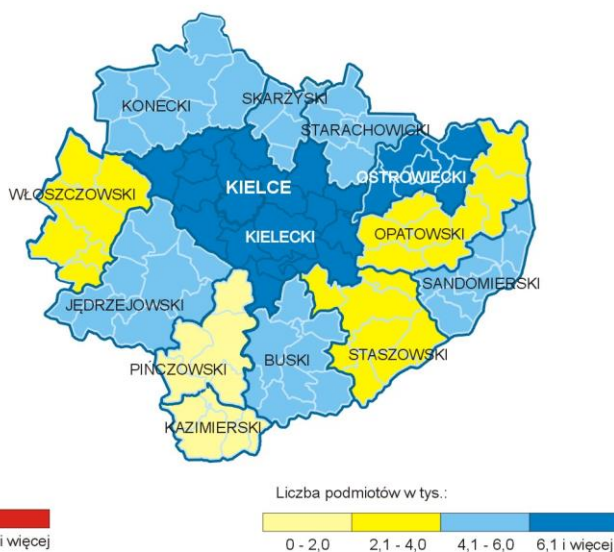 KONECKI
SKARŻYSKI
STARACHOWICKI
KIELCE
OSTROWIECKI
WŁOSZCZOWSKI
KIELECKI
OPATOWSKI
SANDOMIERSKI
JĘDRZEJOWSKI
STASZOWSKI
BUSKI
PIŃCZOWSKI
KAZIMIERSKI
Liczba podmiotów w tys.:
i więcej
0 - 2,0 2,1 - 4,0 4,1 - 6,0 6,1 i więcej